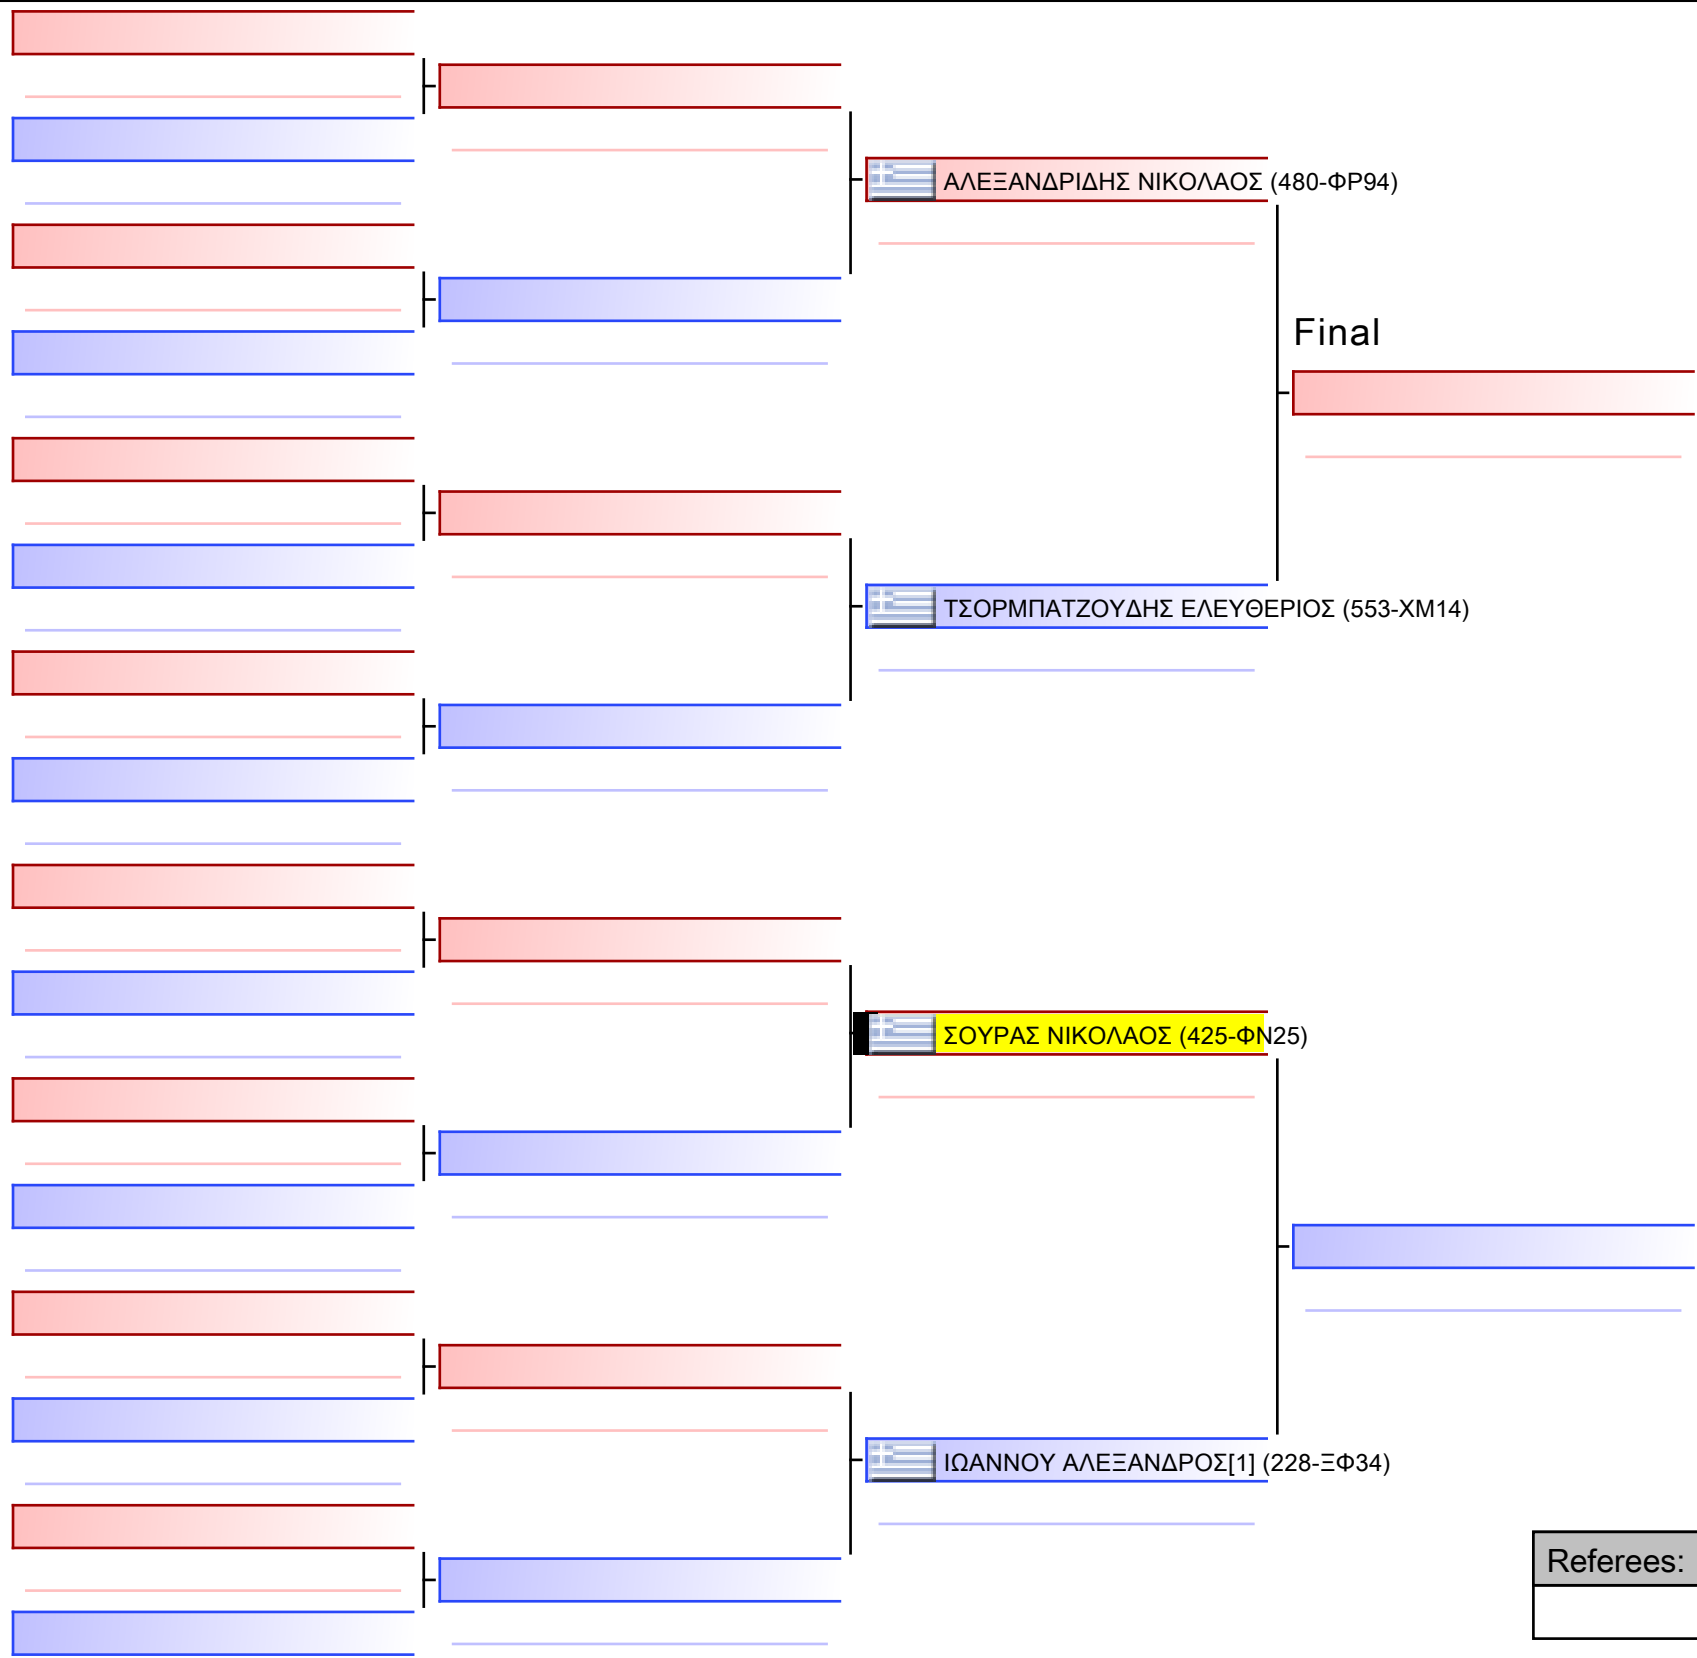 ΑΛΕΞΑΝΔΡΙΔΗΣ ΝΙΚΟΛΑΟΣ (480-ΦΡ94)
Final
ΤΣΟΡΜΠΑΤΖΟΥΔΗΣ ΕΛΕΥΘΕΡΙΟΣ (553-ΧΜ14)
ΣΟΥΡΑΣ ΝΙΚΟΛΑΟΣ (425-ΦΝ25)
ΙΩΑΝΝΟΥ ΑΛΕΞΑΝΔΡΟΣ[1] (228-ΞΦ34)
Referees: